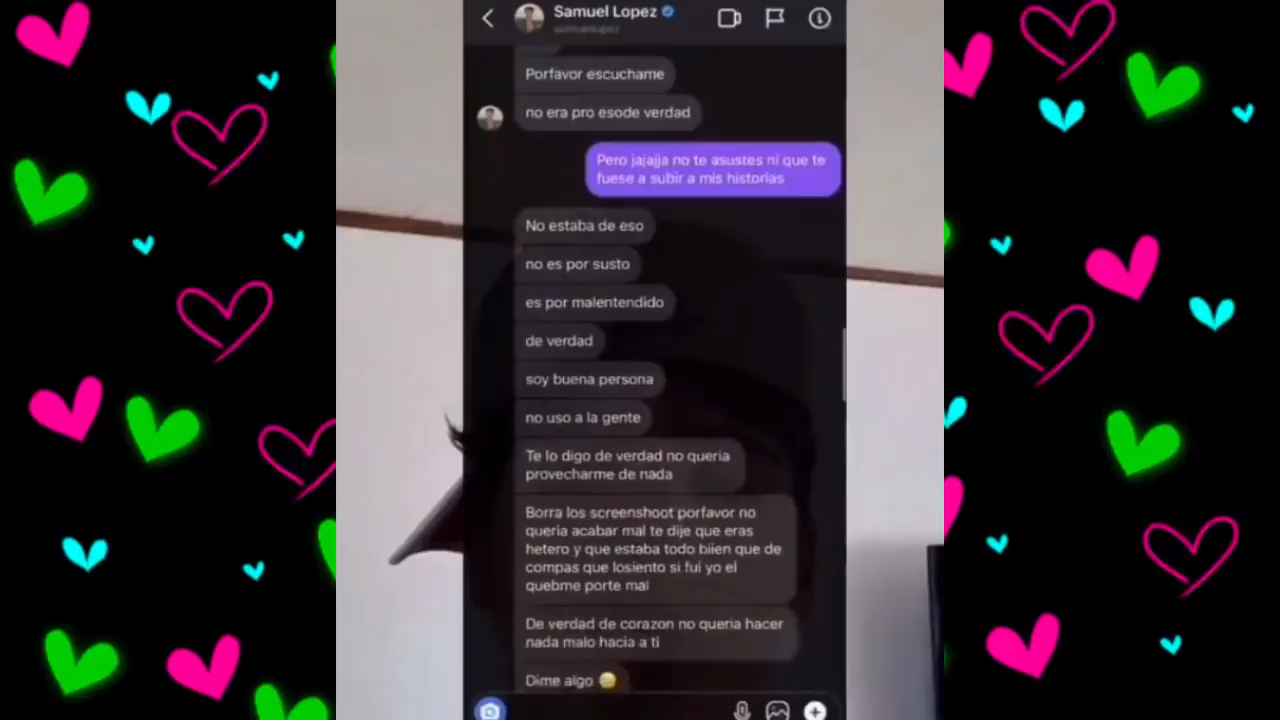 Samuel Lopez
Porfavor escuchame
no era pro esode verdad
Pero jajajja no te asustes ni que te
fuese a subir a mis historias
No estaba de eso
no es por susto
es por malentendido
de verdad
soy buena persona
no uso a la gente
Te lo digo de verdad no queria
provecharme de nada
Borra los screenshoot porfavor no
queria acabar mal te dije que eras
hetero y que estaba todo biien que de
compas que losiento si fui yo el
quebme porte mal
De verdad de corazon no queria hacer
nada malo hacia a ti
Dime algo